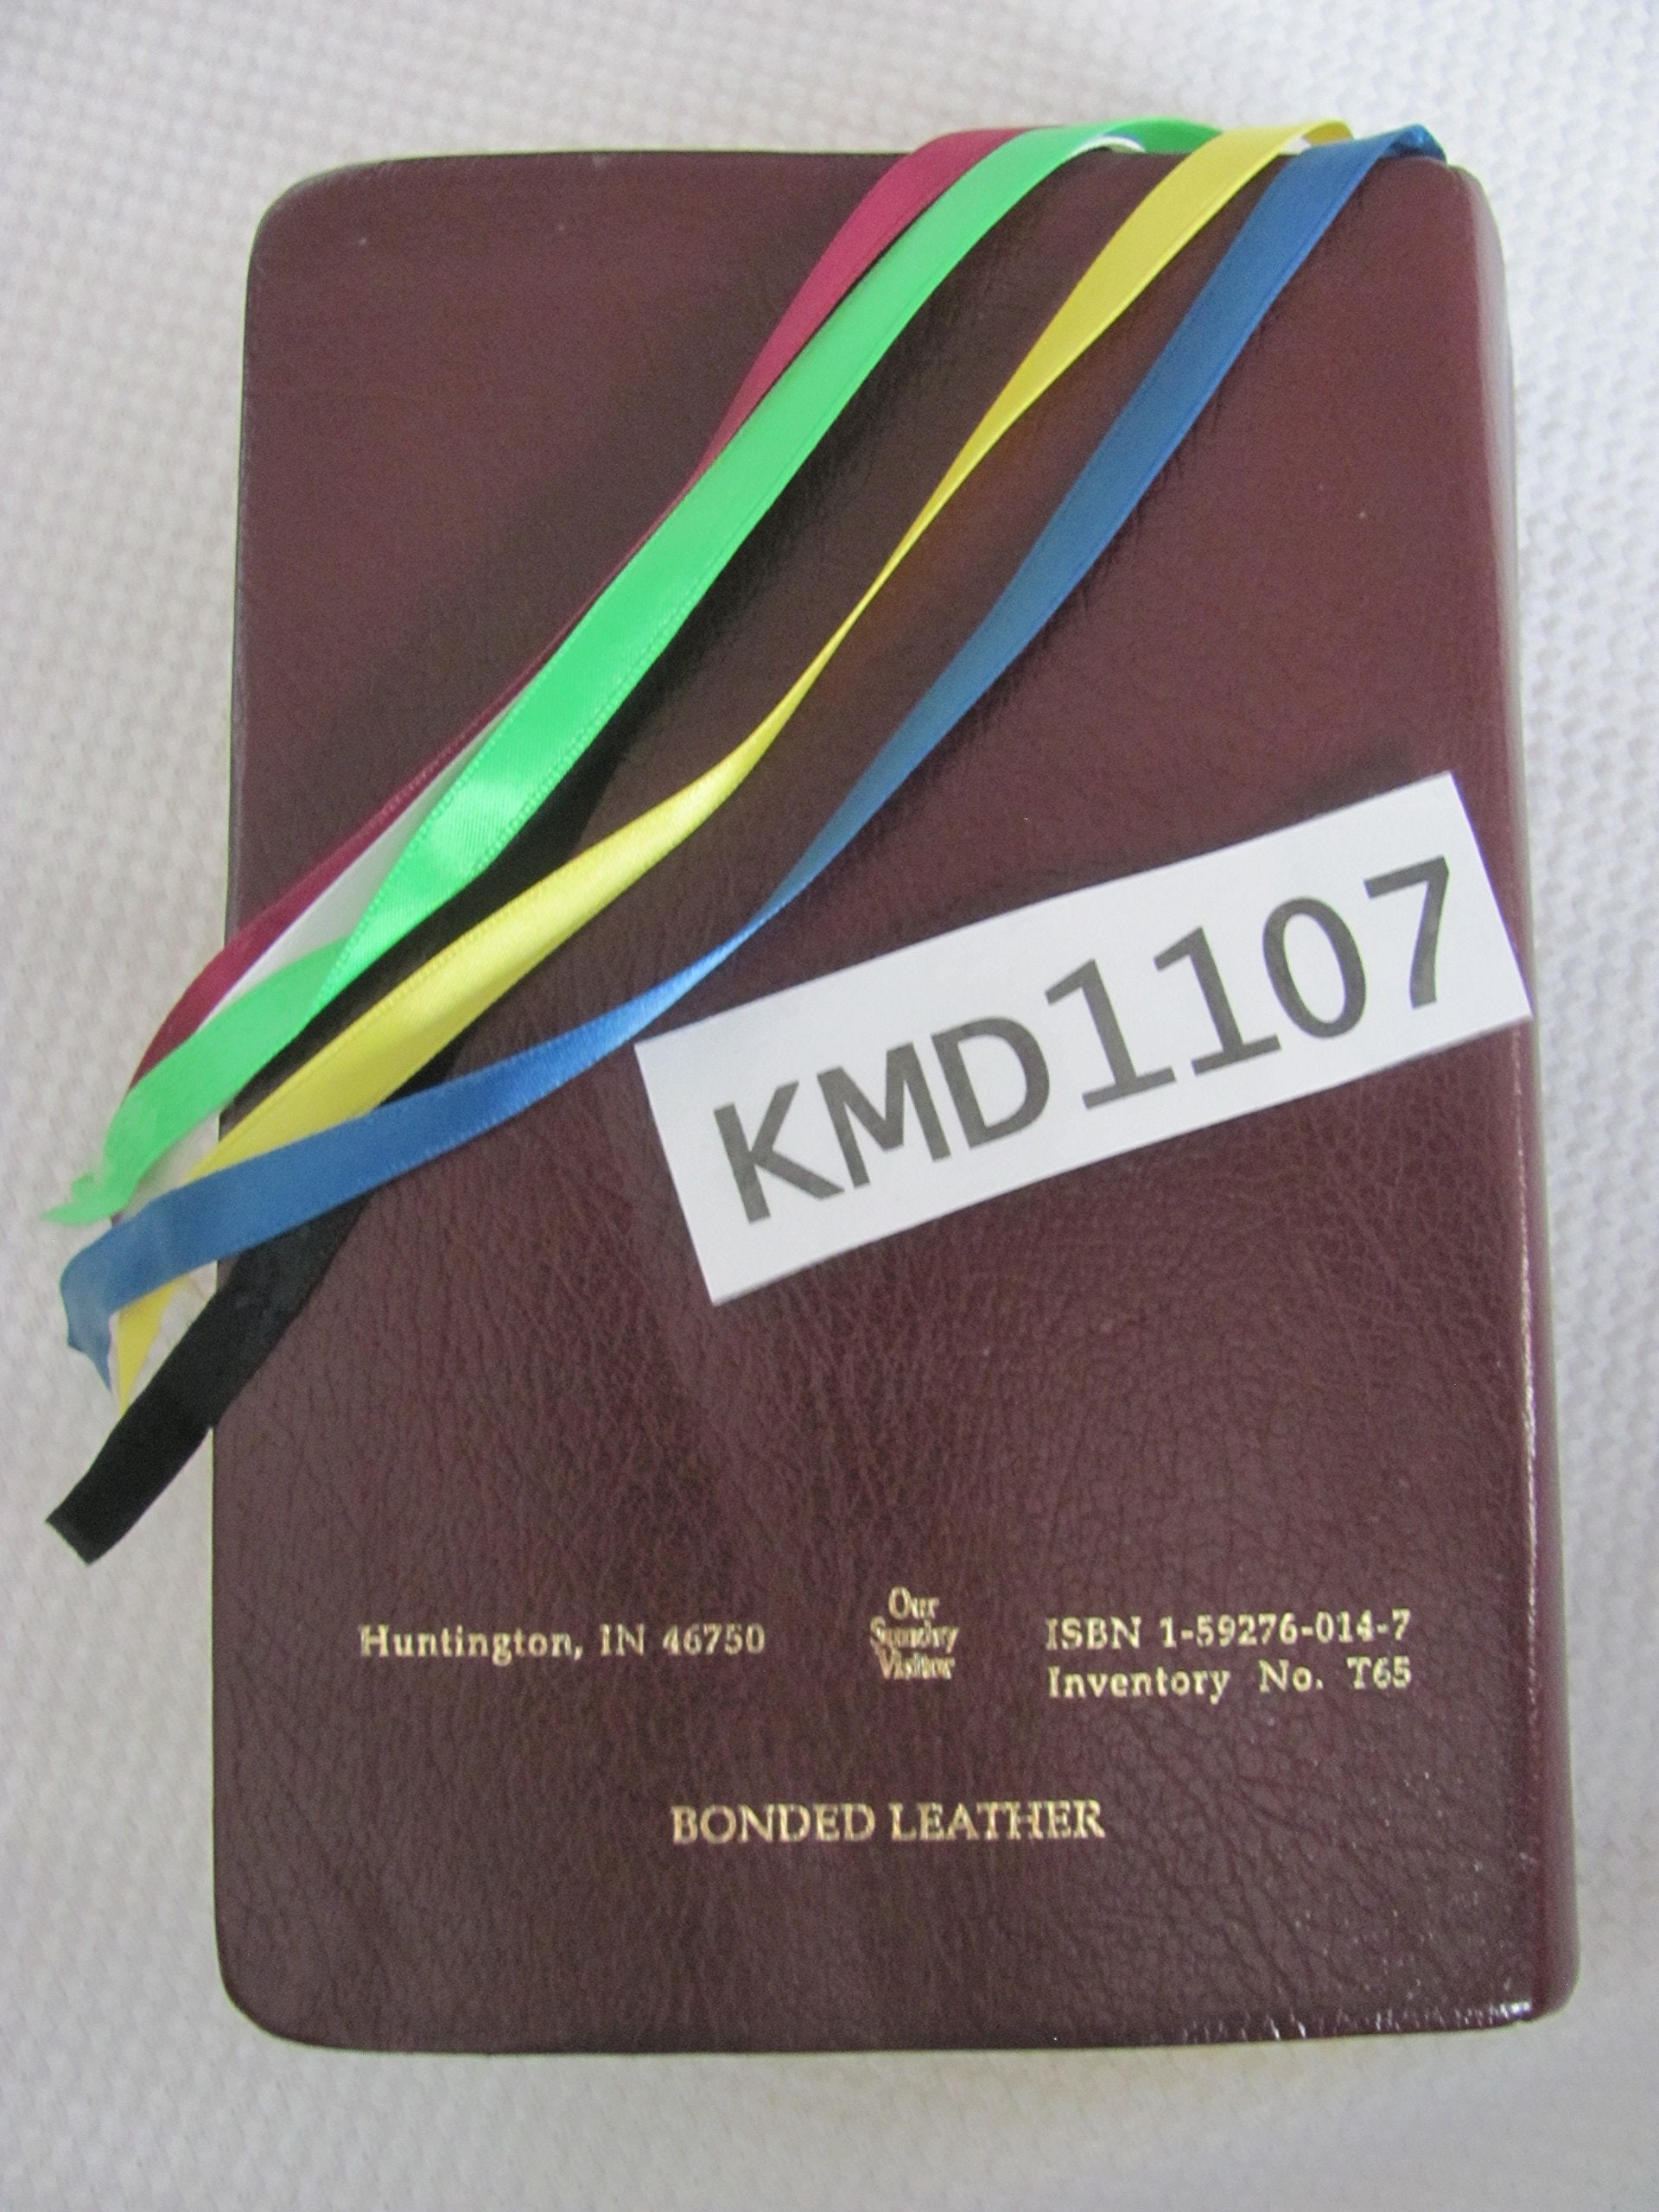 KMD1107
Huntington, IN 46750
Our
Sunday
Visitor
ISBN 1-59276-014-7
Inventory No. T65
BONDED LEATHER